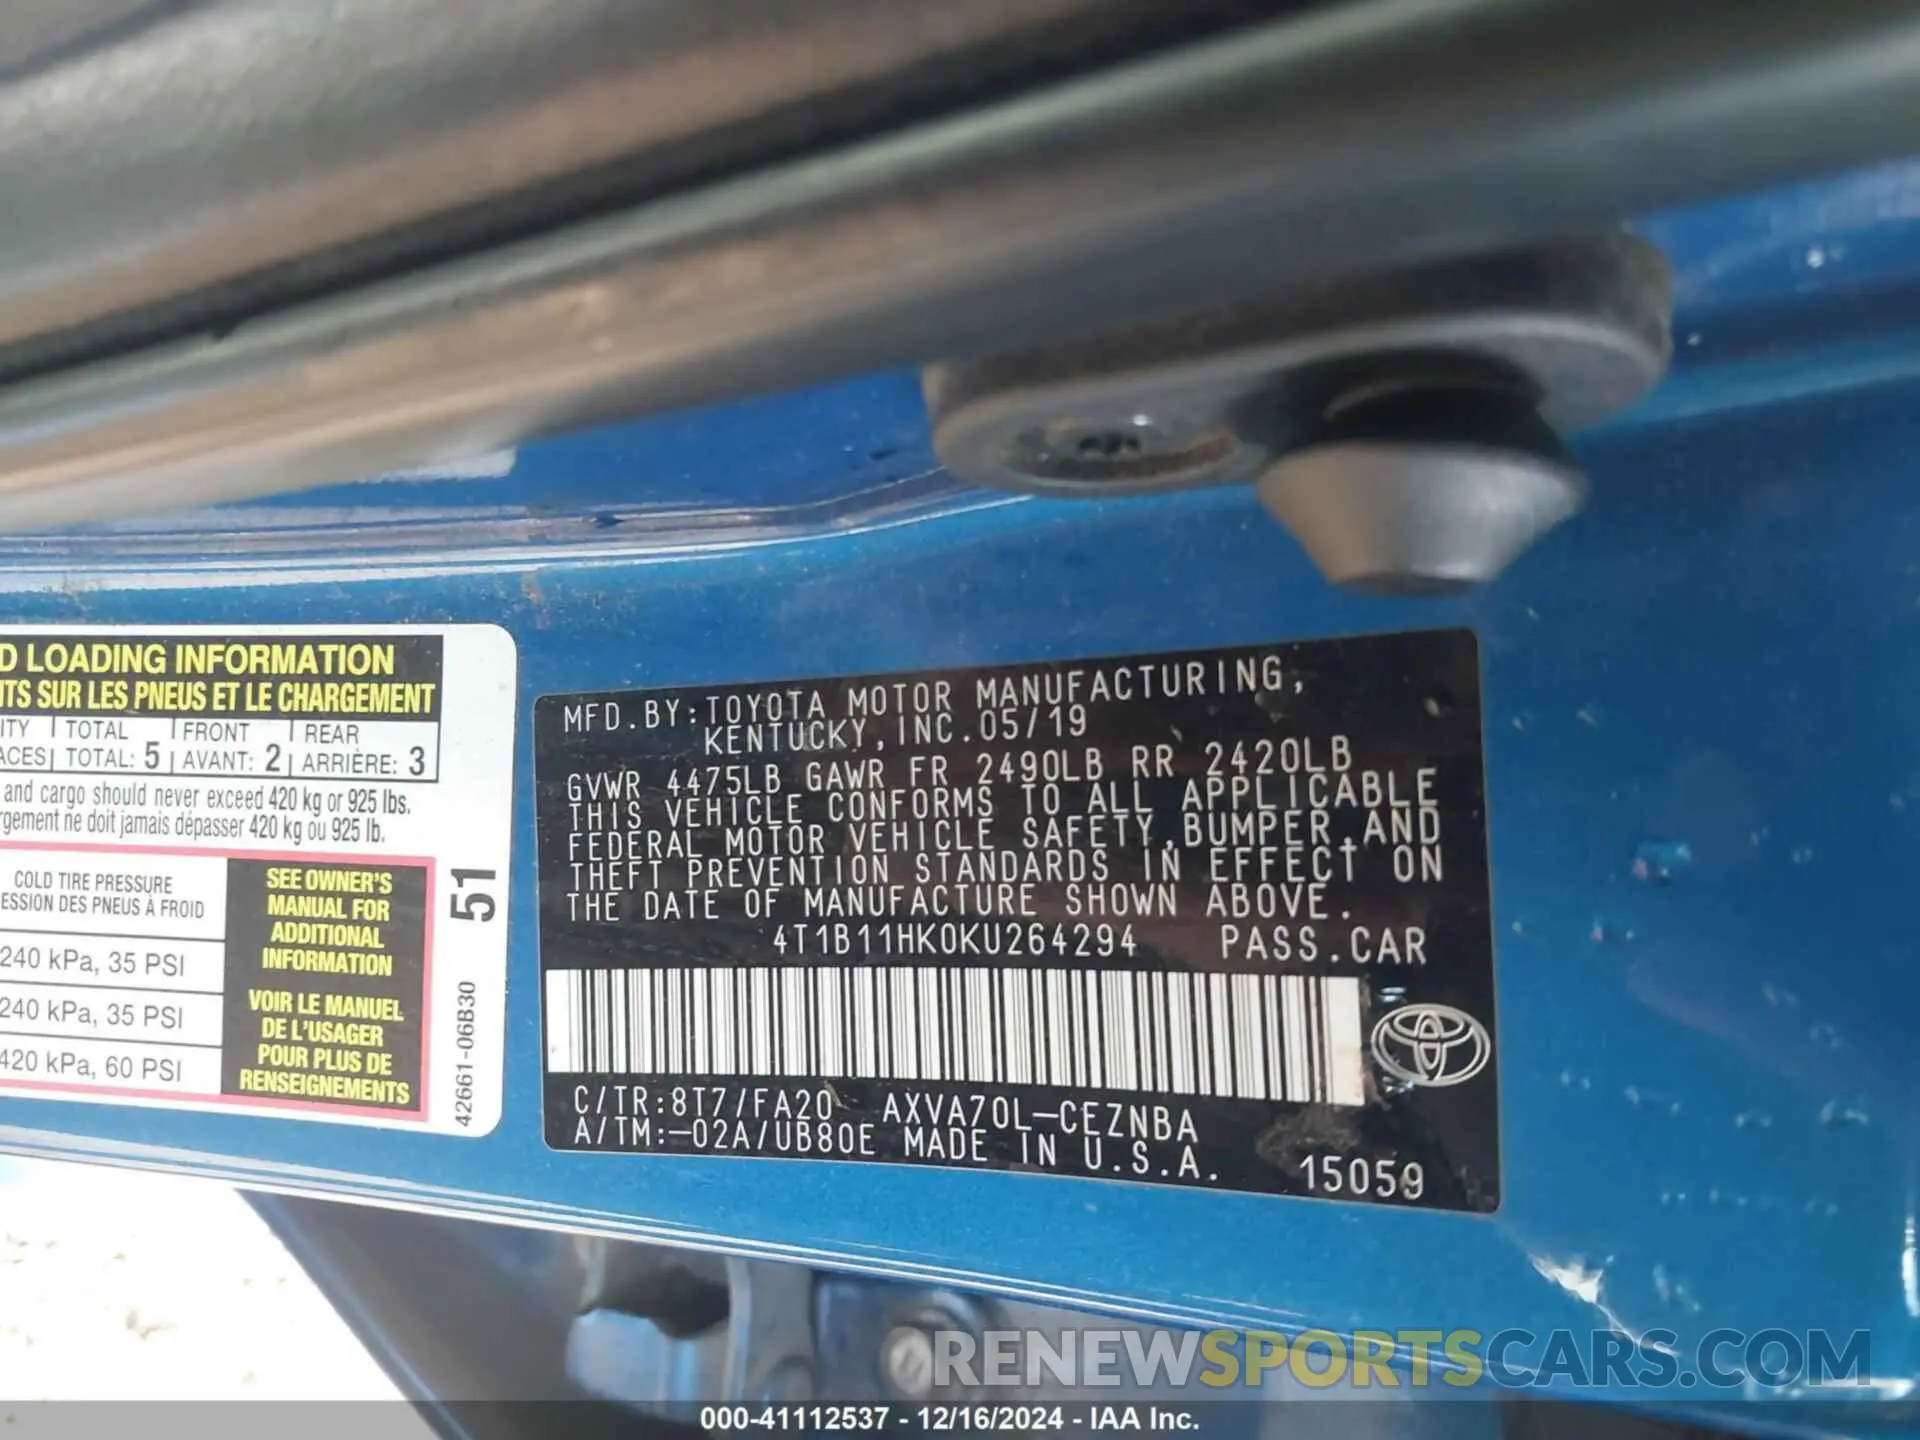 D LOADING INFORMATION
NTS SUR LES PNEUS ET LE CHARGEMENT
ITY TOTAL FRONT REAR
ACES TOTAL: 5 AVANT: 2 ARRIÈRE: 3
and cargo should never exceed 420 kg or 925 lbs.
rgement ne doit jamais dépasser 420 kg ou 925 lb.
COLD TIRE PRESSURE
ESSION DES PNEUS À FROID
240 kPa, 35 PSI
240 kPa, 35 PSI
420 kPa, 60 PSI
SEE OWNER'S
MANUAL FOR
ADDITIONAL
INFORMATION
VOIR LE MANUEL
DE L'USAGER
POUR PLUS DE
RENSEIGNEMENTS
51
42661-06B30
MFD.BY:TOYOTA MOTOR MANUFACTURING,
KENTUCKY,INC.05/19
GVWR 4475LB GAWR FR 2490LB RR 2420LB
THIS VEHICLE CONFORMS TO ALL APPLICABLE
FEDERAL MOTOR VEHICLE SAFETY,BUMPER,AND
THEFT PREVENTION STANDARDS IN EFFECT ON
THE DATE OF MANUFACTURE SHOWN ABOVE.
4T1B11HK0KU264294 PASS.CAR
C/TR:8T7/FA20 AXVA70L-CEZNBA
A/TM:-02A/UB80E MADE IN U.S.A.
15059
RENEWSPORTSCARS.COM
000-41112537 - 12/16/2024 - IAA Inc.